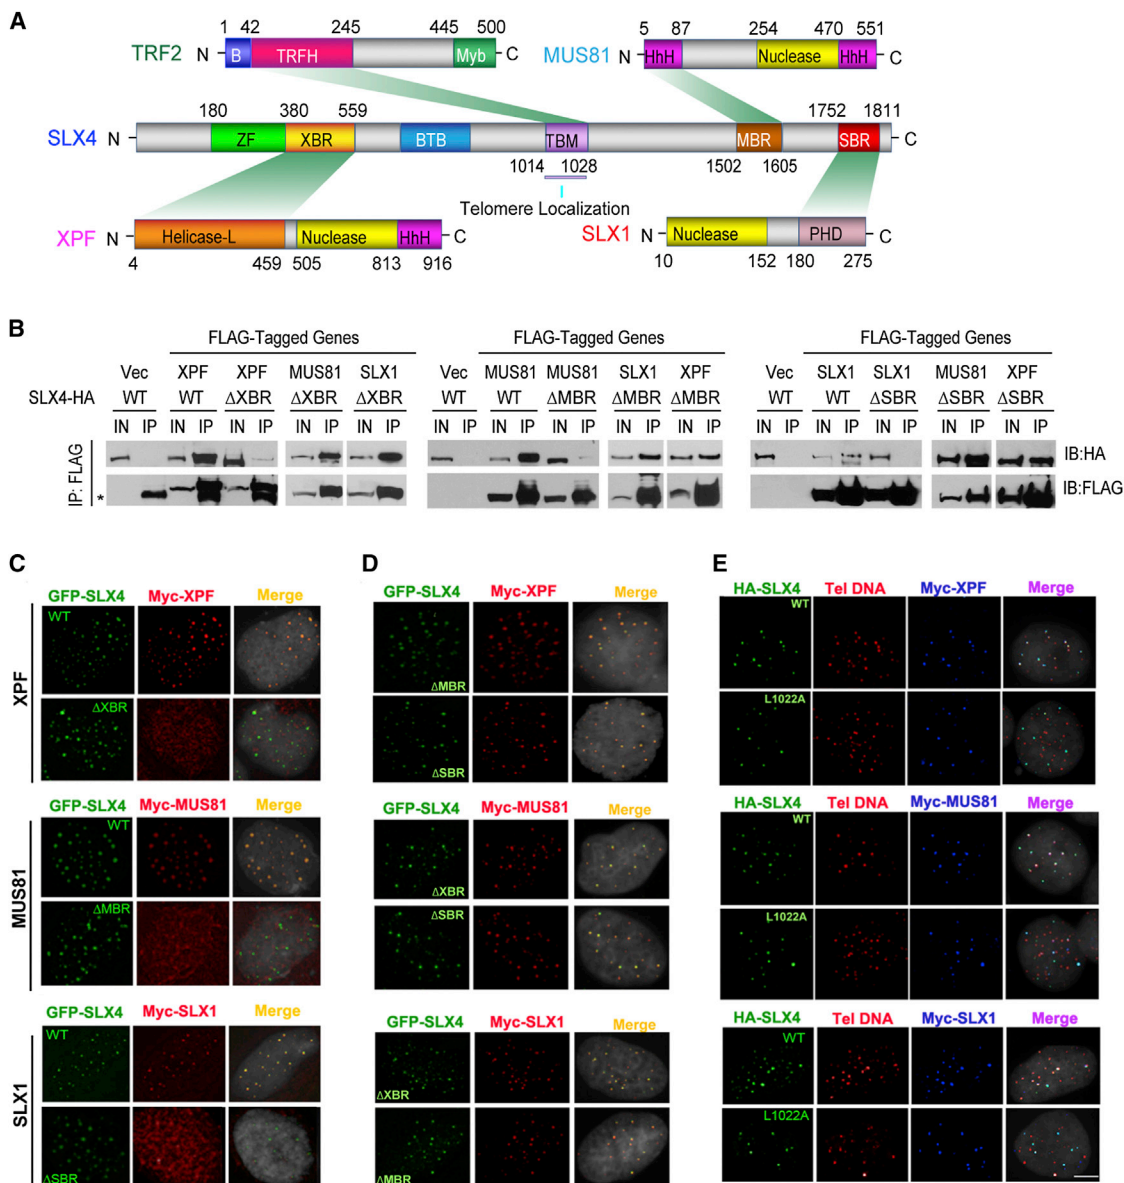 A
1 42 245 445 500
TRF2 N B TRFH Myb C
5 87 254 470 551
MUS81 N HhH Nuclease HhH C
180 380 559 1752 1811
SLX4 N ZF XBR BTB TBM MBR SBR C
1014 1028 1502 1605
Telomere Localization
XPF N Helicase-L Nuclease HhH C
4 459 505 813 916
SLX1 N Nuclease PHD C
10 152 180 275
B
FLAG-Tagged Genes FLAG-Tagged Genes FLAG-Tagged Genes
Vec XPF XPF MUS81 SLX1 Vec MUS81 MUS81 SLX1 XPF Vec SLX1 SLX1 MUS81 XPF
SLX4-HA WT WT ΔXBR ΔXBR ΔXBR WT WT ΔMBR ΔMBR ΔMBR WT WT ΔSBR ΔSBR ΔSBR
IN IP IN IP IN IP IN IP IN IP IN IP IN IP IN IP IN IP IN IP IN IP IN IP IN IP IN IP IN IP
IP: FLAG
*
IB:HA
IB:FLAG
C
GFP-SLX4 Myc-XPF Merge
XPF
WT
ΔXBR
GFP-SLX4 Myc-MUS81 Merge
MUS81
WT
ΔMBR
GFP-SLX4 Myc-SLX1 Merge
SLX1
WT
ΔSBR
D
GFP-SLX4 Myc-XPF Merge
ΔMBR
ΔSBR
GFP-SLX4 Myc-MUS81 Merge
ΔXBR
ΔSBR
GFP-SLX4 Myc-SLX1 Merge
ΔXBR
ΔMBR
E
HA-SLX4 Tel DNA Myc-XPF Merge
WT
L1022A
HA-SLX4 Tel DNA Myc-MUS81 Merge
WT
L1022A
HA-SLX4 Tel DNA Myc-SLX1 Merge
WT
L1022A